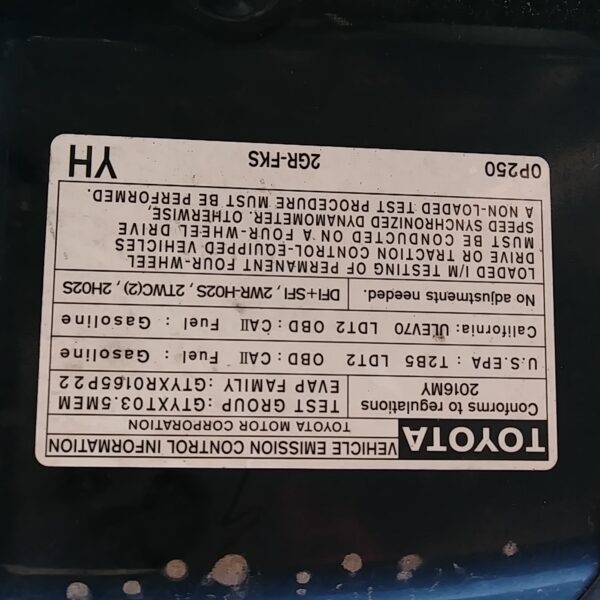 TOYOTA
VEHICLE EMISSION CONTROL INFORMATION
TOYOTA MOTOR CORPORATION
Conforms to regulations
2016MY
TEST GROUP : GTYXT03.5MEM
EVAP FAMILY : GTYXR0165P22
U.S.EPA : T2B5 LDT2 OBD : CAII Fuel : Gasoline
California: ULEV70 LDT2 OBD : CAII Fuel : Gasoline
No adjustments needed.
DFI+SFI, 2WR-HO2S, 2TWC(2), 2HO2S
LOADED I/M TESTING OF PERMANENT FOUR-WHEEL
DRIVE OR TRACTION CONTROL-EQUIPPED VEHICLES
MUST BE CONDUCTED ON A FOUR-WHEEL DRIVE
SPEED SYNCHRONIZED DYNAMOMETER. OTHERWISE,
A NON-LOADED TEST PROCEDURE MUST BE PERFORMED.
0P250 2GR-FKS YH